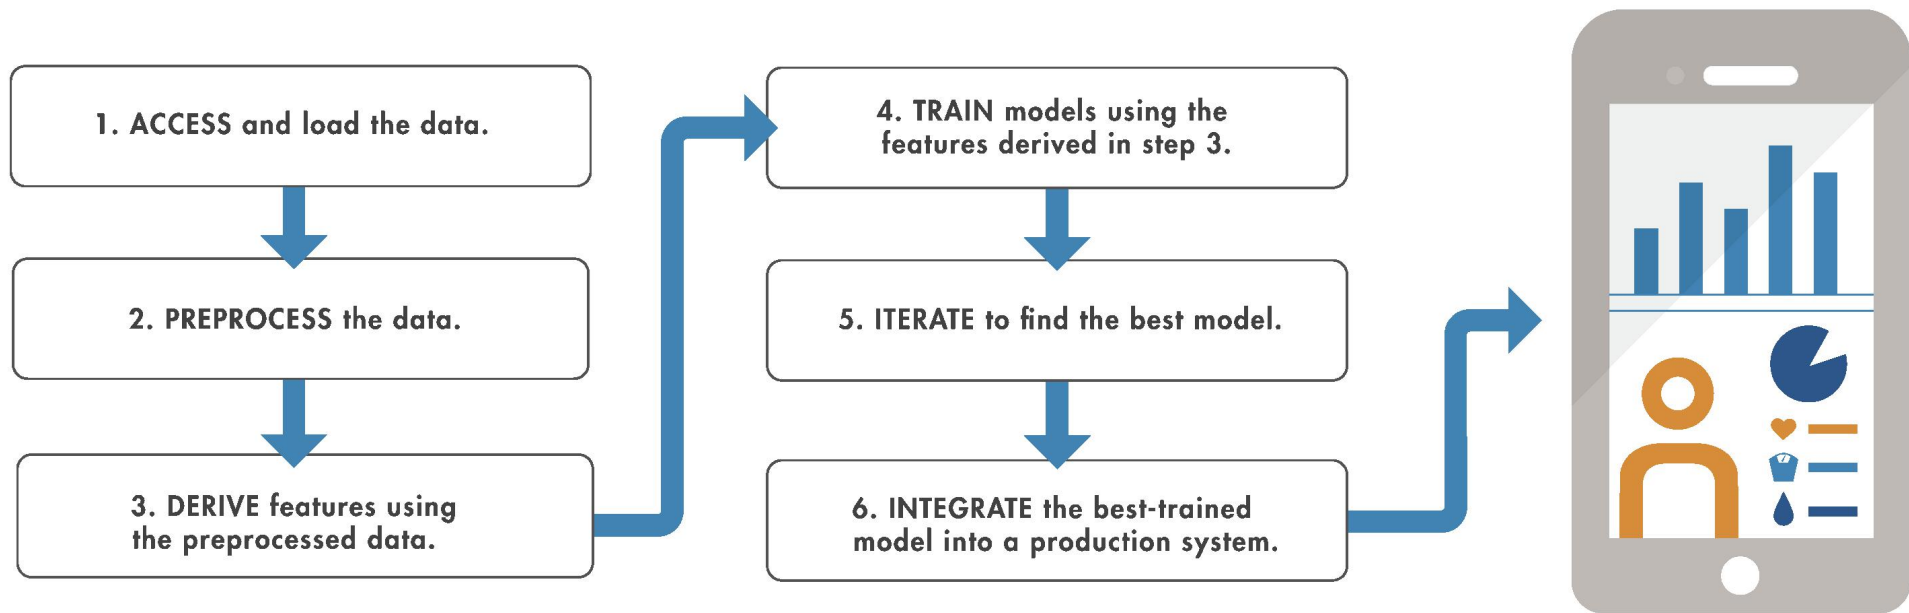 1. ACCESS and load the data.
2. PREPROCESS the data.
3. DERIVE features using
the preprocessed data.
4. TRAIN models using the
features derived in step 3.
5. ITERATE to find the best model.
6. INTEGRATE the best-trained
model into a production system.